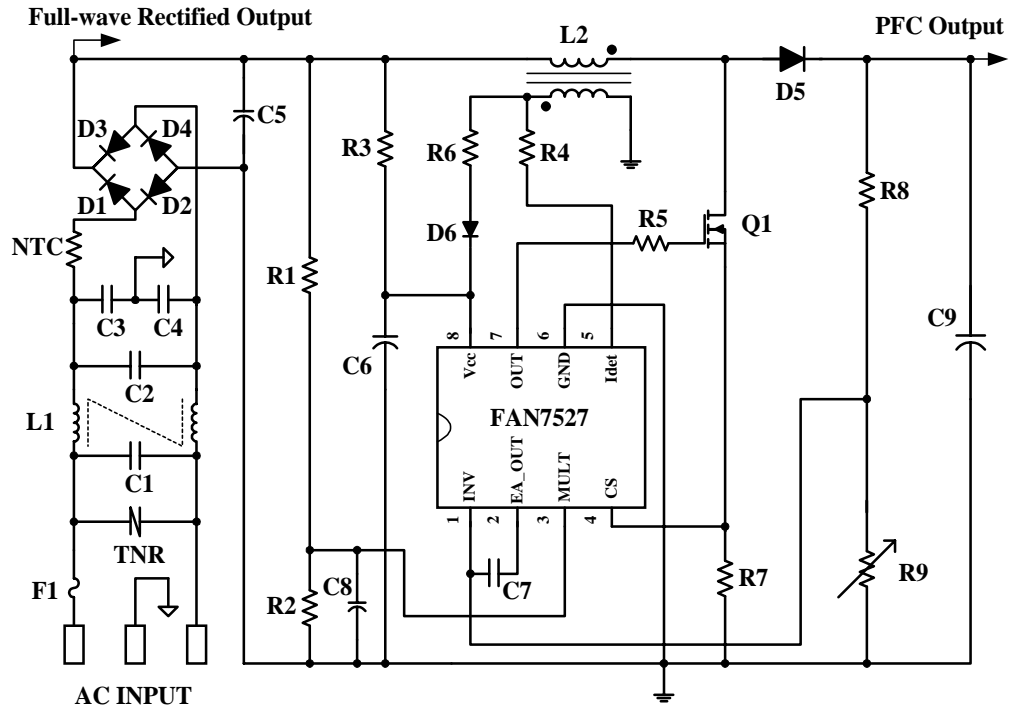 Full-wave Rectified Output
PFC Output
L2
D5
C5
D3
D4
D1
D2
R3
R6
R4
R8
D6
R5
Q1
NTC
R1
C3
C4
C6
C9
8
7
6
5
Vcc
OUT
GND
Idet
C2
L1
FAN7527
C1
INV
EA_OUT
MULT
CS
1
2
3
4
TNR
F1
R2
C8
C7
R7
R9
AC INPUT